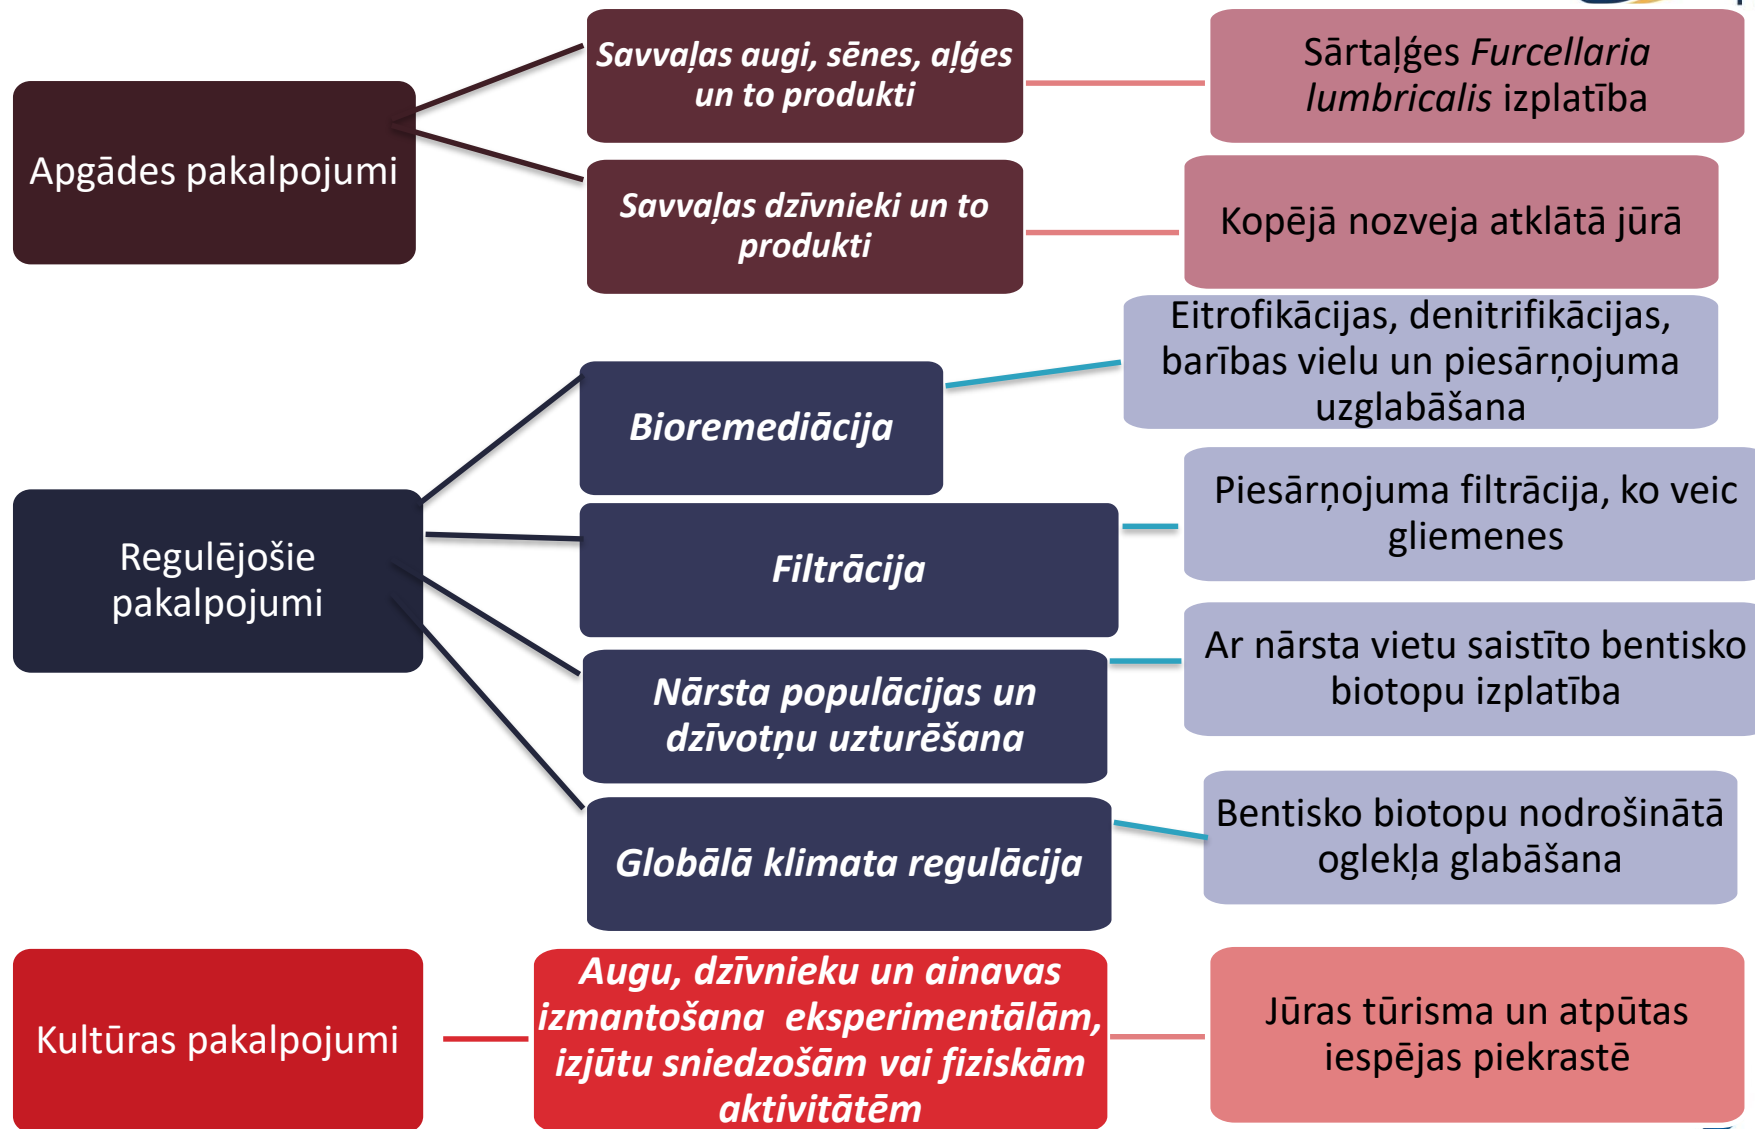 Apgādes pakalpojumi
Savvaļas augi, sēnes, aļģes
un to produkti
Sārtaļģes Furcellaria
lumbricalis izplatība
Savvaļas dzīvnieki un to
produkti
Kopējā nozveja atklātā jūrā
Regulējošie
pakalpojumi
Bioremediācija
Eitrofikācijas, denitrifikācijas,
barības vielu un piesārņojuma
uzglabāšana
Filtrācija
Piesārņojuma filtrācija, ko veic
gliemenes
Nārsta populācijas un
dzīvotņu uzturēšana
Ar nārsta vietu saistīto bentisko
biotopu izplatība
Globālā klimata regulācija
Bentisko biotopu nodrošinātā
oglekļa glabāšana
Kultūras pakalpojumi
Augu, dzīvnieku un ainavas
izmantošana eksperimentālām,
izjūtu sniedzošām vai fiziskām
aktivitātēm
Jūras tūrisma un atpūtas
iespējas piekrastē